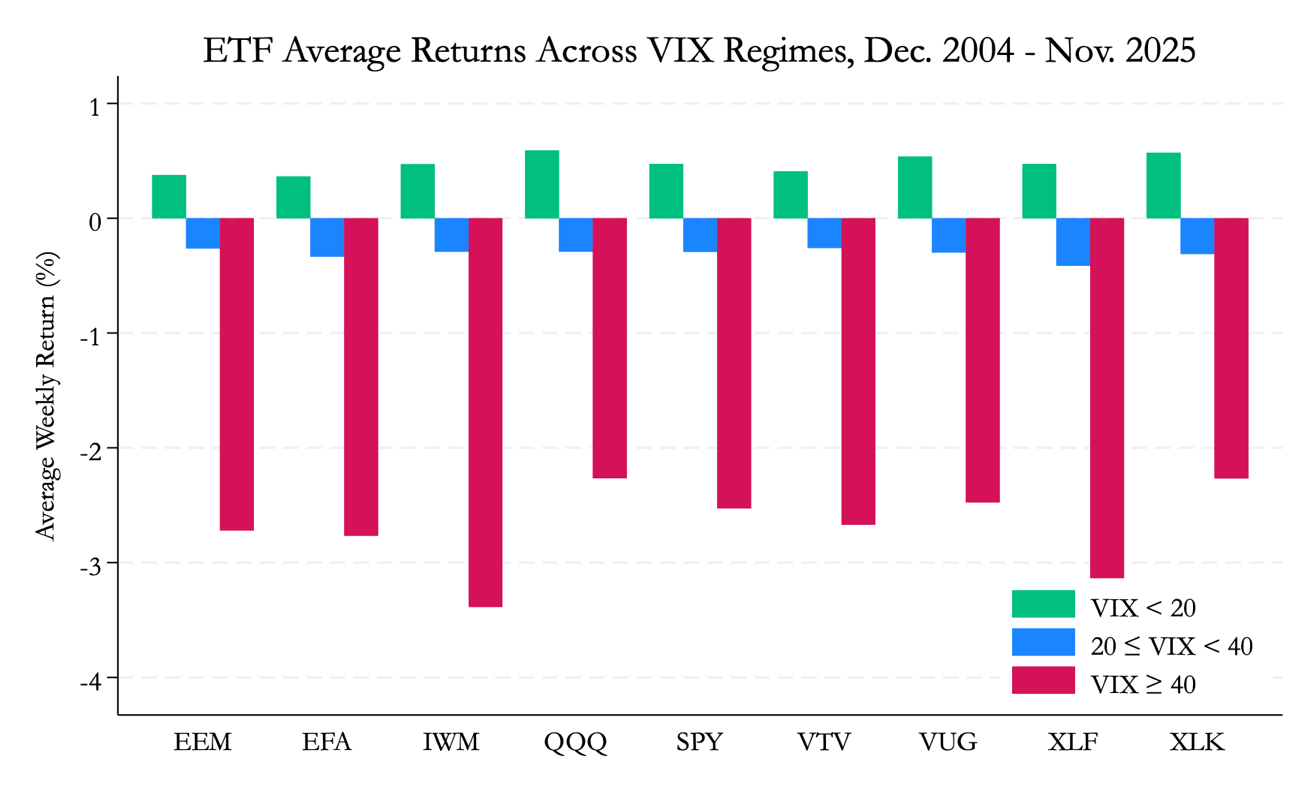 ETF Average Returns Across VIX Regimes, Dec. 2004 - Nov. 2025
Average Weekly Return (%)
1
0
-1
-2
-3
-4
VIX < 20
20 ≤ VIX < 40
VIX ≥ 40
EEM EFA IWM QQQ SPY VTV VUG XLF XLK